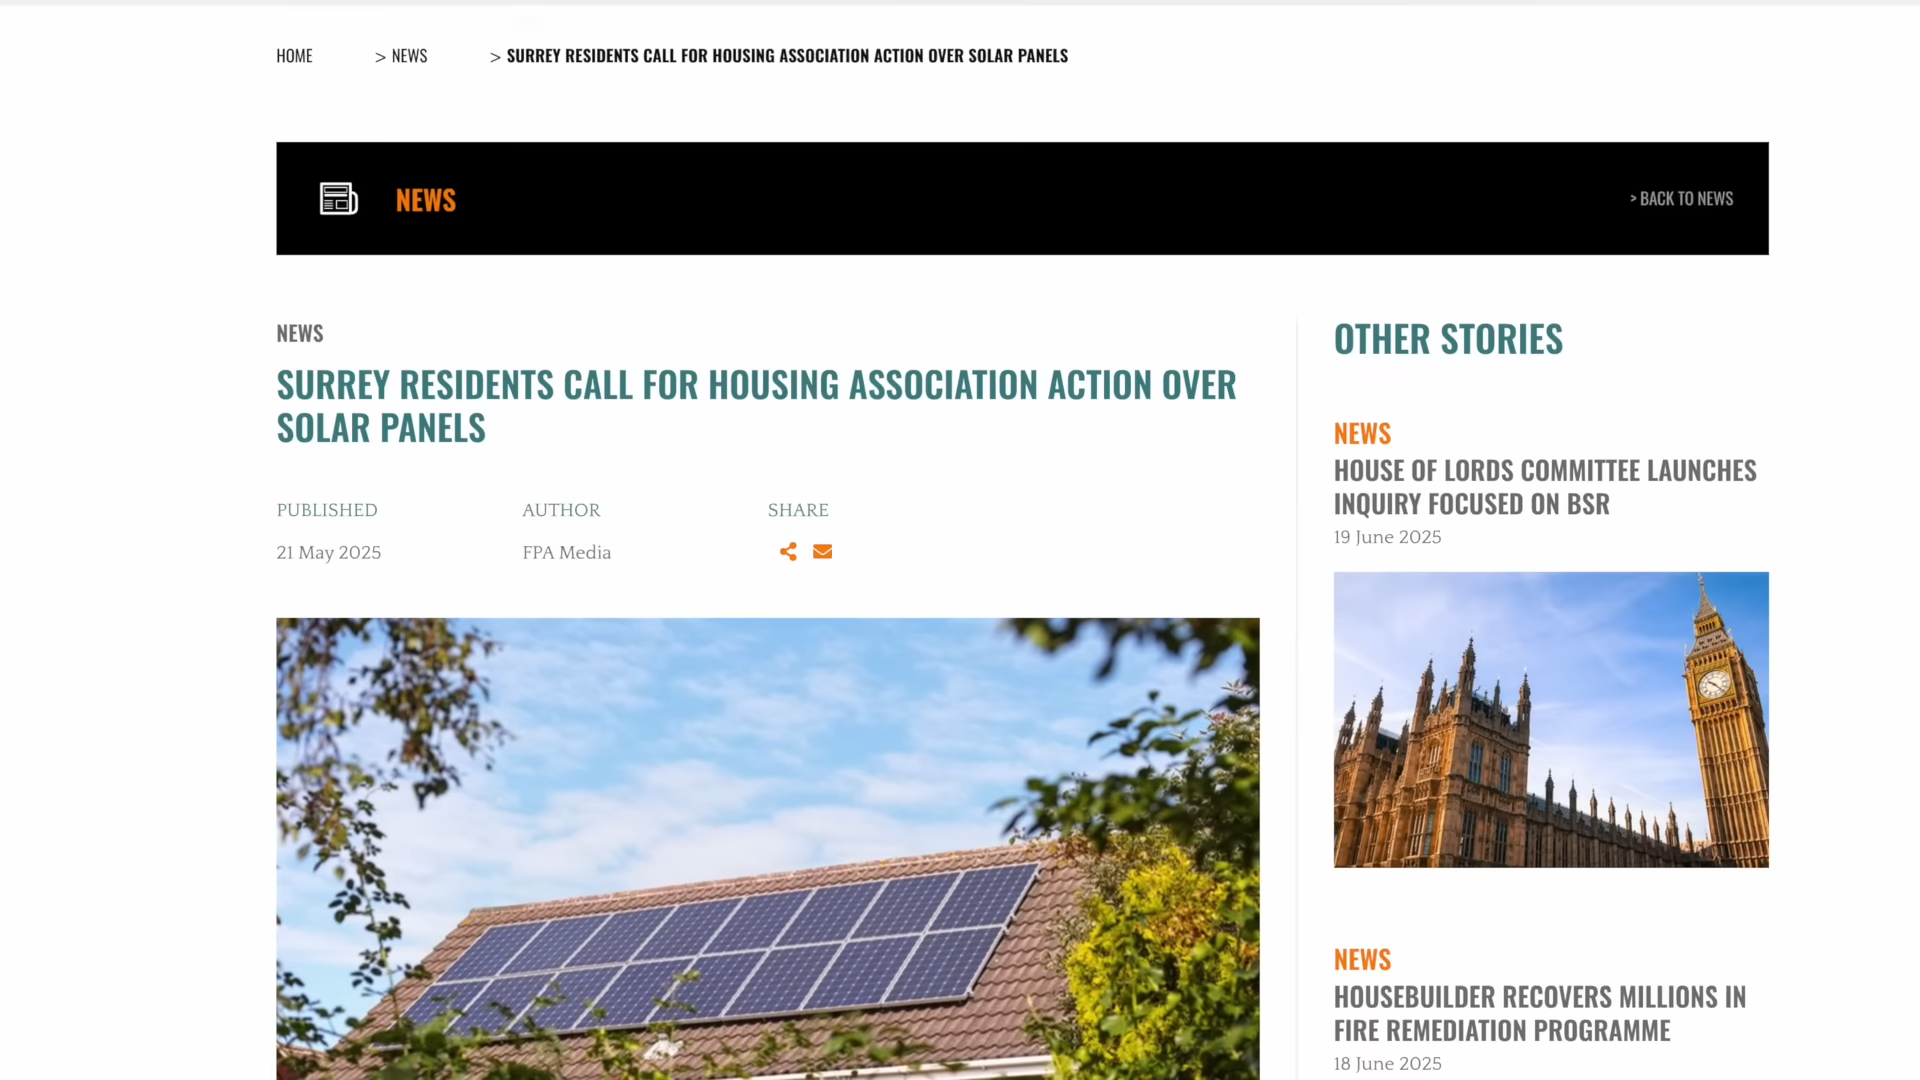 HOME > NEWS > SURREY RESIDENTS CALL FOR HOUSING ASSOCIATION ACTION OVER SOLAR PANELS
NEWS
> BACK TO NEWS
NEWS
SURREY RESIDENTS CALL FOR HOUSING ASSOCIATION ACTION OVER
SOLAR PANELS
PUBLISHED
21 May 2025
AUTHOR
FPA Media
SHARE
OTHER STORIES
NEWS
HOUSE OF LORDS COMMITTEE LAUNCHES
INQUIRY FOCUSED ON BSR
19 June 2025
NEWS
HOUSEBUILDER RECOVERS MILLIONS IN
FIRE REMEDIATION PROGRAMME
18 June 2025